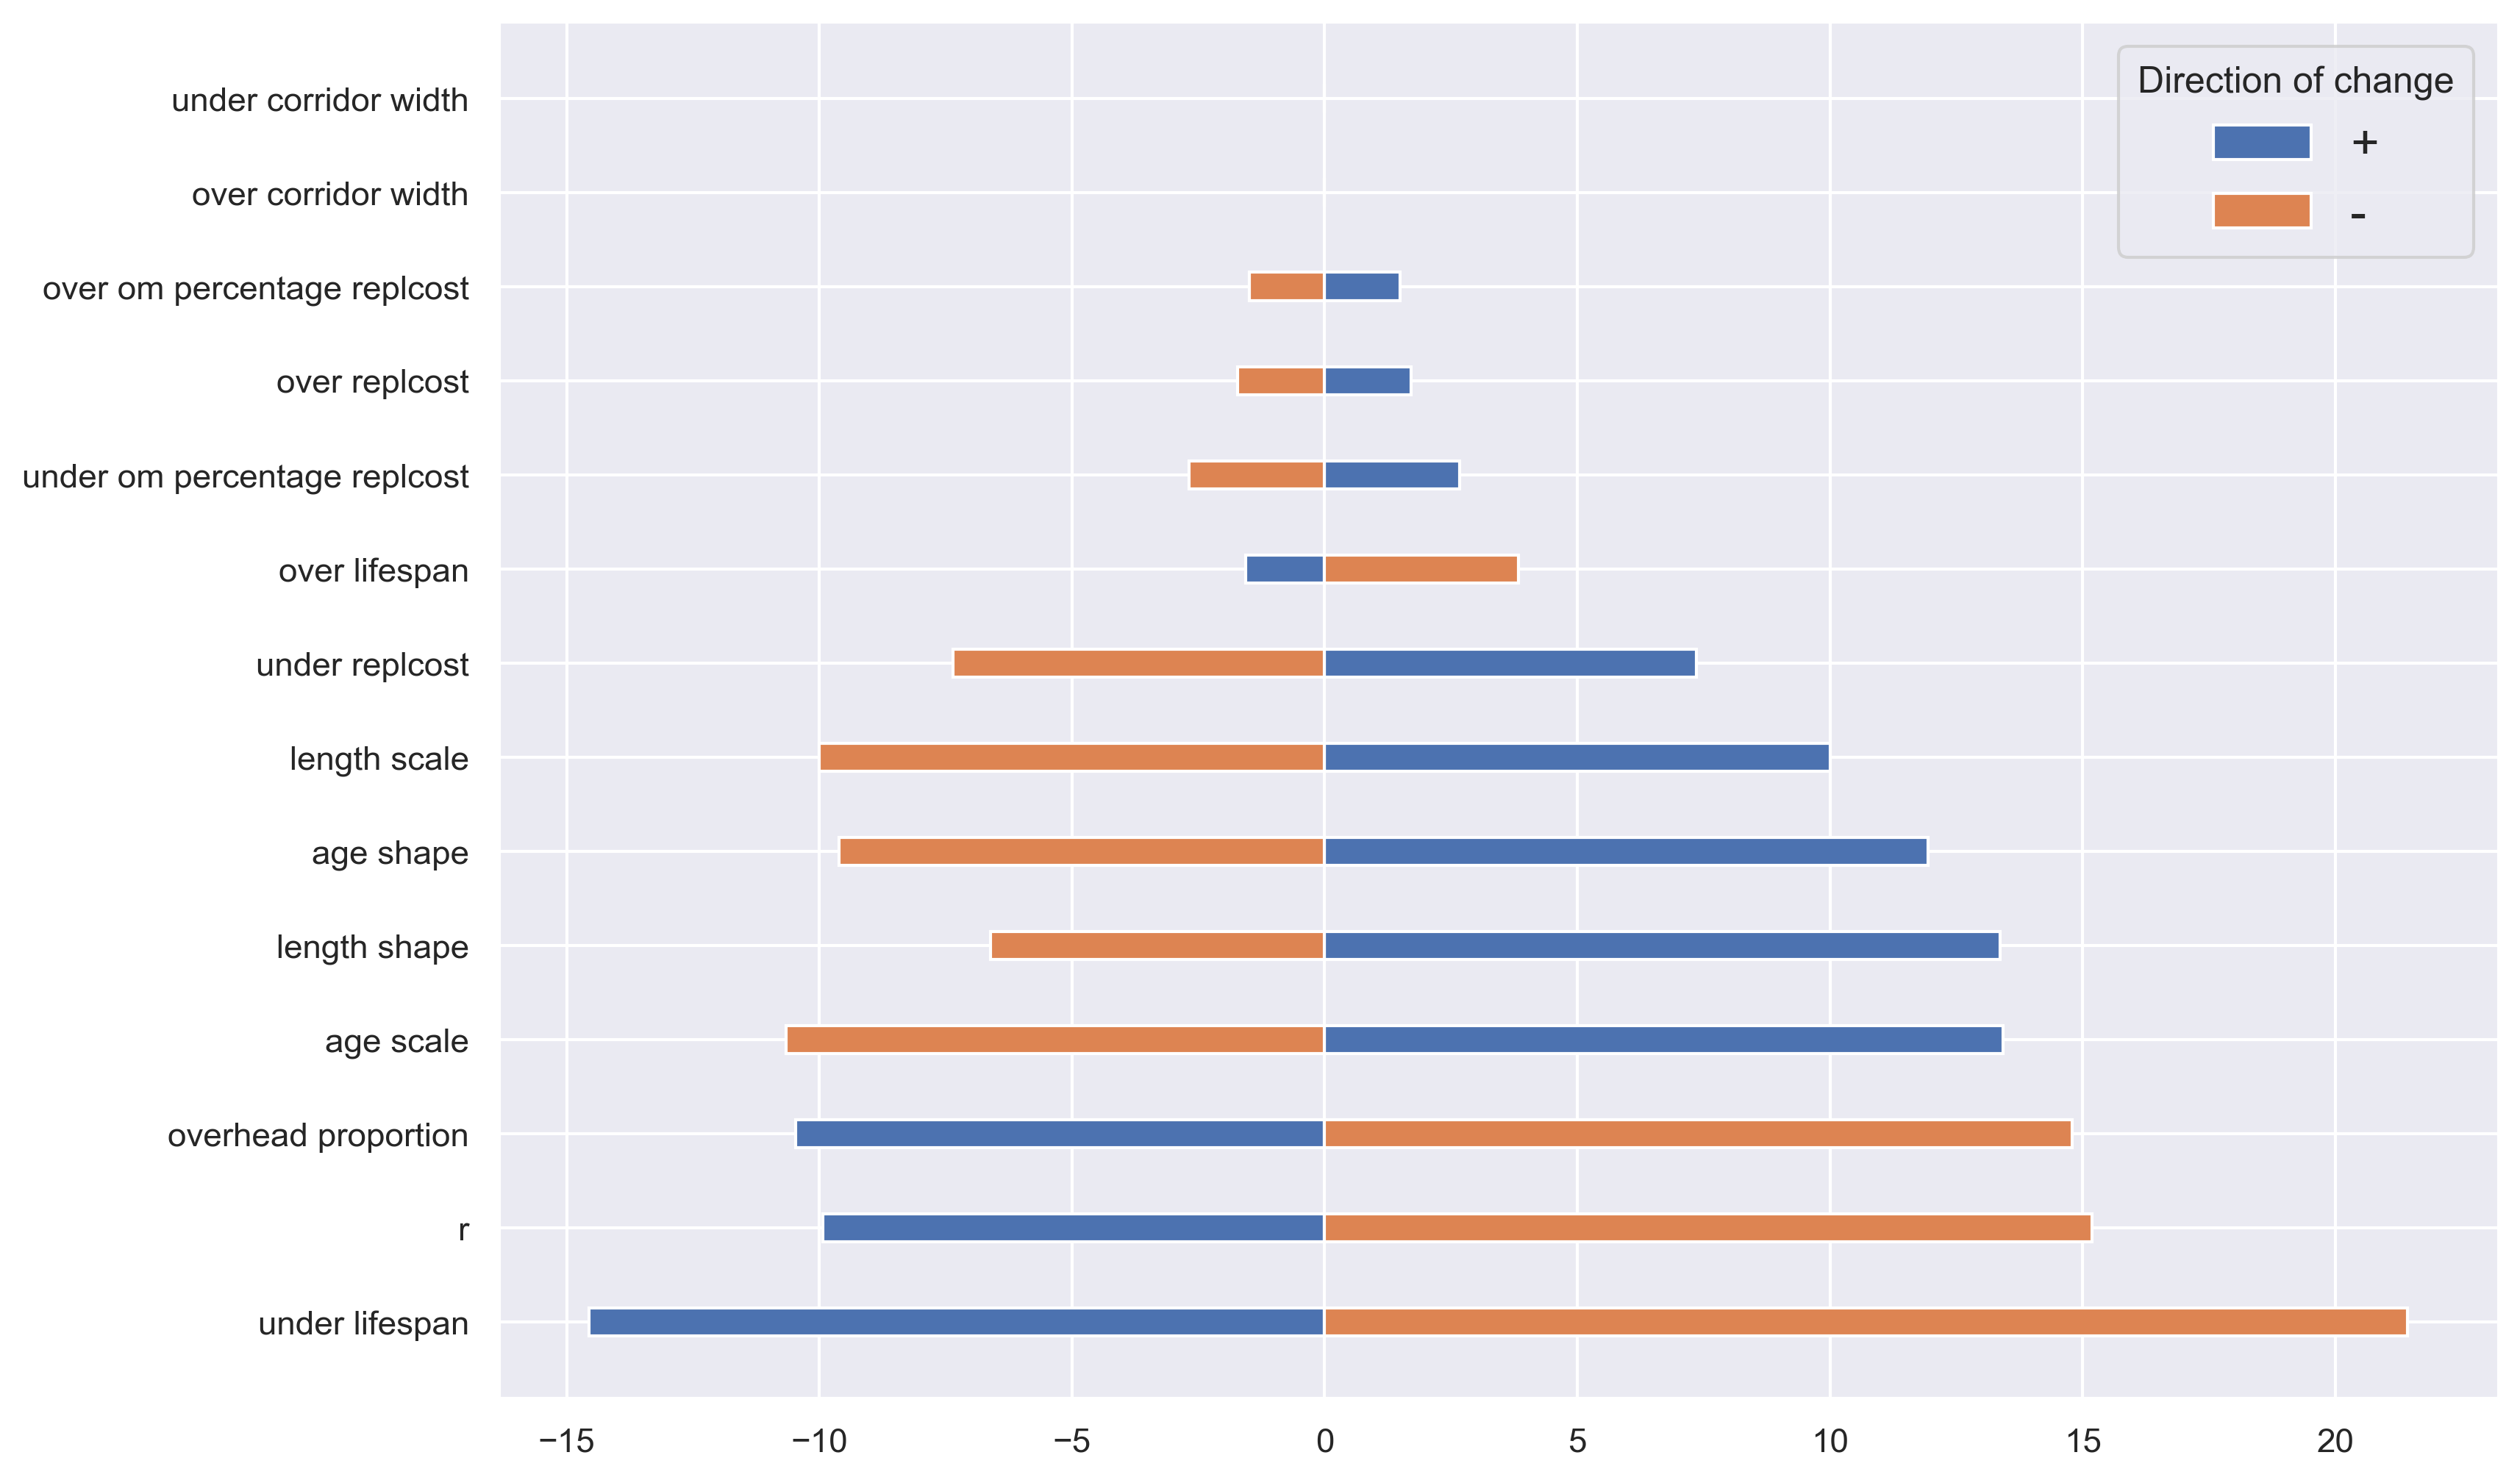 Direction of change
+
-
under corridor width
over corridor width
over om percentage replcost
over replcost
under om percentage replcost
over lifespan
under replcost
length scale
age shape
length shape
age scale
overhead proportion
r
under lifespan
−15 −10 −5 0 5 10 15 20